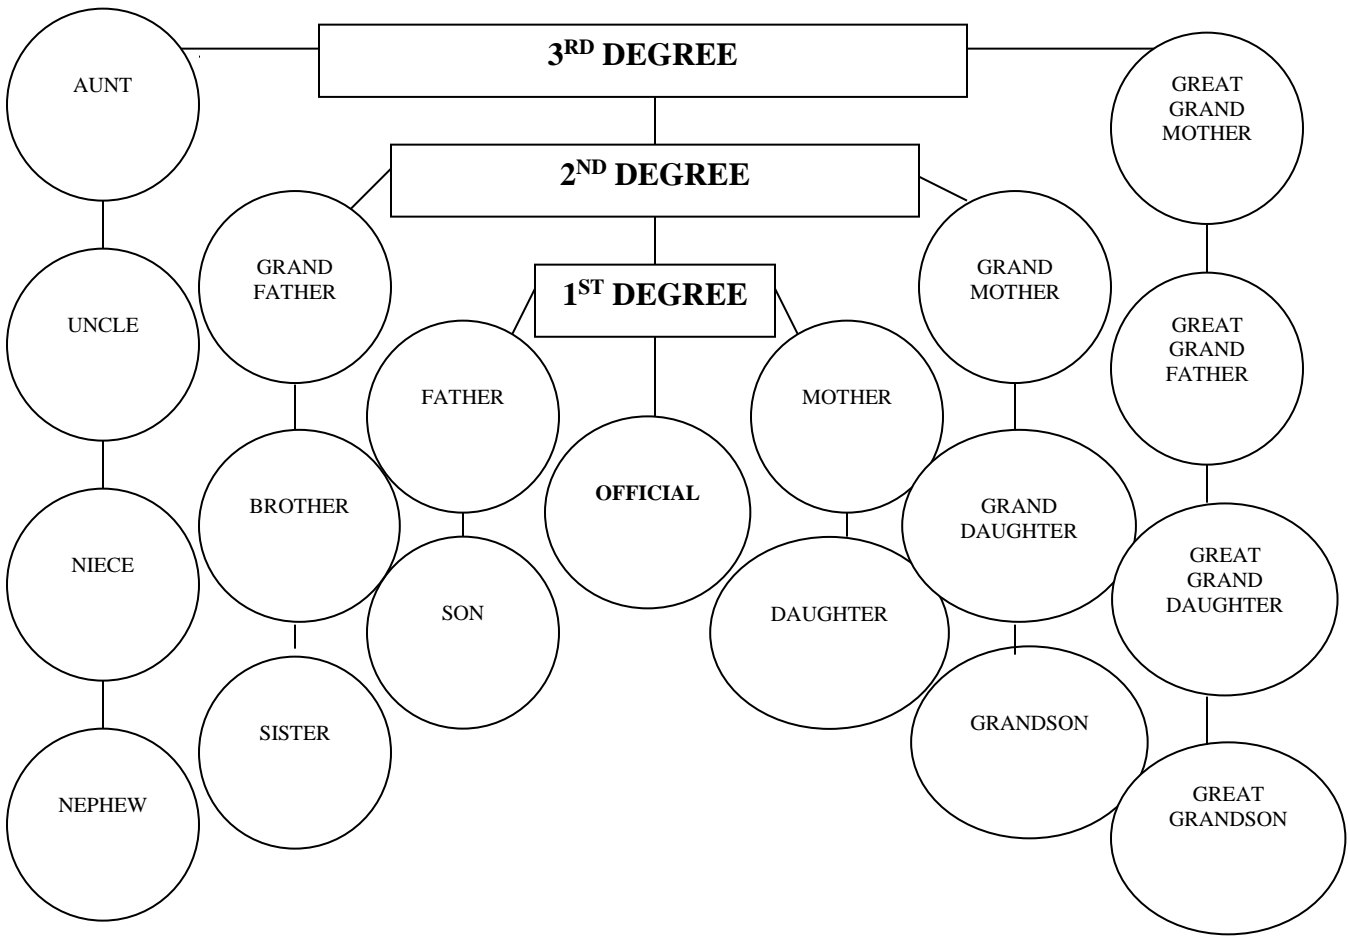 3RD DEGREE
AUNT
GREAT
GRAND
MOTHER
2ND DEGREE
GRAND
FATHER
GRAND
MOTHER
1ST DEGREE
UNCLE
GREAT
GRAND
FATHER
FATHER
MOTHER
OFFICIAL
BROTHER
GRAND
DAUGHTER
NIECE
GREAT
GRAND
DAUGHTER
SON
DAUGHTER
SISTER
GRANDSON
NEPHEW
GREAT
GRANDSON